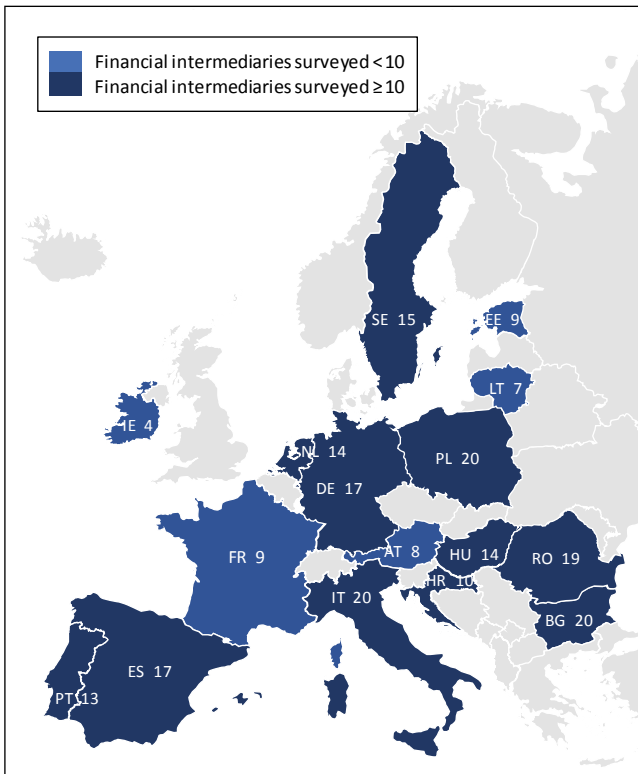 Financial intermediaries surveyed <10
Financial intermediaries surveyed ≥10
SE 15
EE 9
LT 7
IE 4
NL 14
PL 20
DE 17
FR 9
AT 8
HU 14
RO 19
HR 10
IT 20
BG 20
ES 17
PT 13